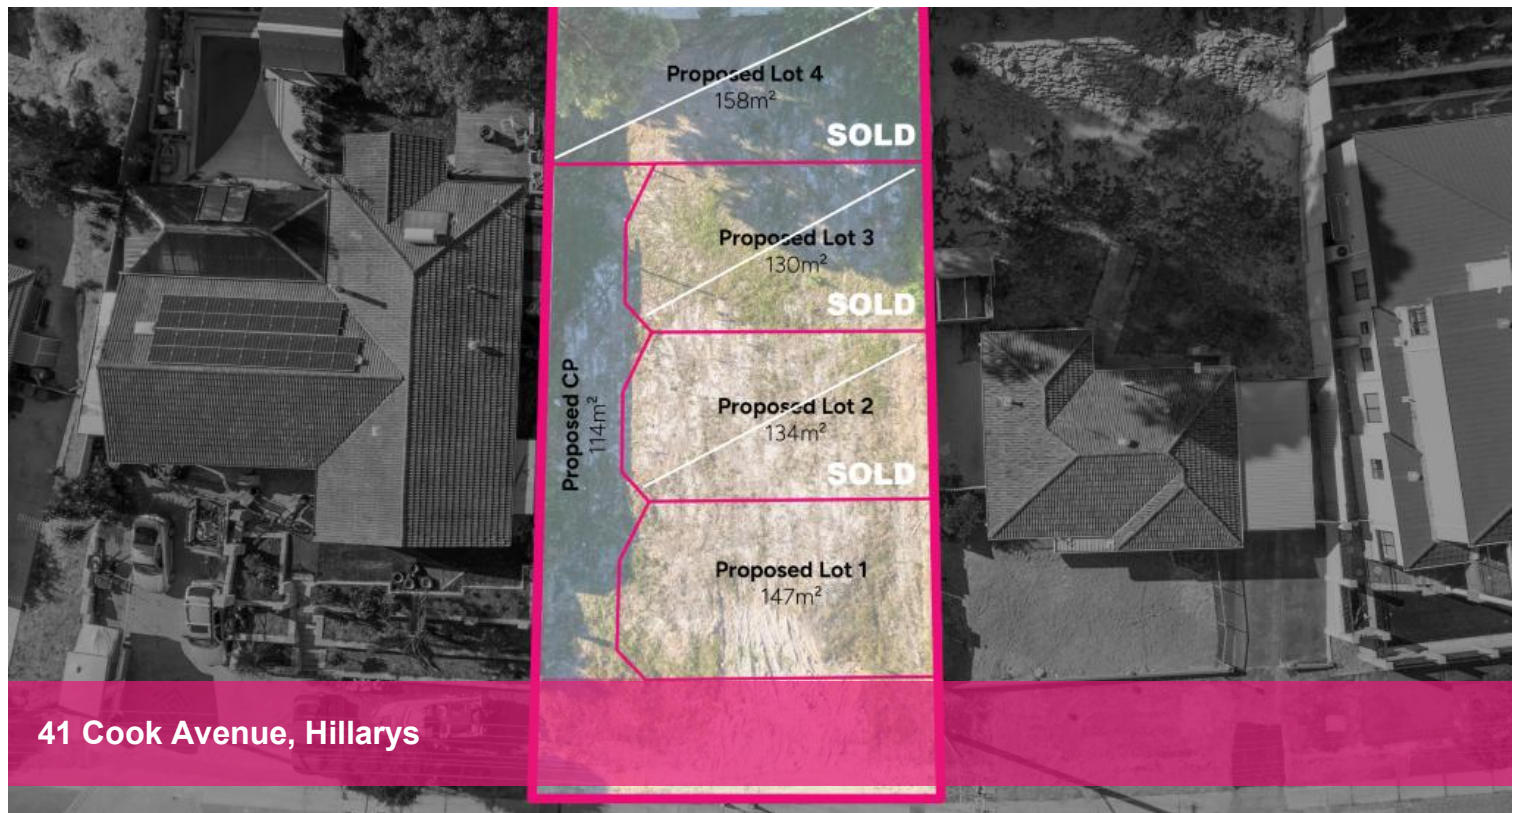 Proposed Lot 4
158m²
SOLD
Proposed Lot 3
130m²
SOLD
Proposed CP
114m²
Proposed Lot 2
134m²
SOLD
Proposed Lot 1
147m²
41 Cook Avenue, Hillarys